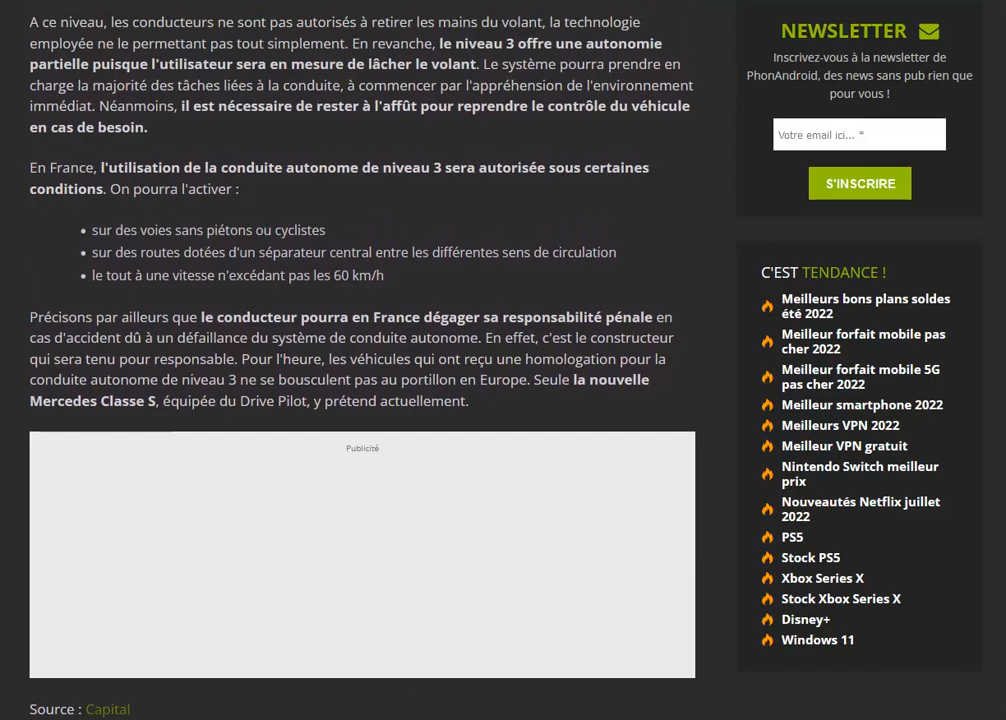 A ce niveau, les conducteurs ne sont pas autorisés à retirer les mains du volant, la technologie
employée ne le permettant pas tout simplement. En revanche, le niveau 3 offre une autonomie
partielle puisque l'utilisateur sera en mesure de lâcher le volant. Le système pourra prendre en
charge la majorité des tâches liées à la conduite, à commencer par l'appréhension de l'environnement
immédiat. Néanmoins, il est nécessaire de rester à l'affût pour reprendre le contrôle du véhicule
en cas de besoin.
En France, l'utilisation de la conduite autonome de niveau 3 sera autorisée sous certaines
conditions. On pourra l'activer :
• sur des voies sans piétons ou cyclistes
• sur des routes dotées d'un séparateur central entre les différentes sens de circulation
• le tout à une vitesse n'excédant pas les 60 km/h
Précisons par ailleurs que le conducteur pourra en France dégager sa responsabilité pénale en
cas d'accident dû à un défaillance du système de conduite autonome. En effet, c'est le constructeur
qui sera tenu pour responsable. Pour l'heure, les véhicules qui ont reçu une homologation pour la
conduite autonome de niveau 3 ne se bousculent pas au portillon en Europe. Seule la nouvelle
Mercedes Classe S, équipée du Drive Pilot, y prétend actuellement.
Publicité
Source : Capital
NEWSLETTER
Inscrivez-vous à la newsletter de
PhonAndroid, des news sans pub rien que
pour vous !
Votre email ici... *
S'INSCRIRE
C'EST TENDANCE !
Meilleurs bons plans soldes
été 2022
Meilleur forfait mobile pas
cher 2022
Meilleur forfait mobile 5G
pas cher 2022
Meilleur smartphone 2022
Meilleurs VPN 2022
Meilleur VPN gratuit
Nintendo Switch meilleur
prix
Nouveautés Netflix juillet
2022
PS5
Stock PS5
Xbox Series X
Stock Xbox Series X
Disney+
Windows 11